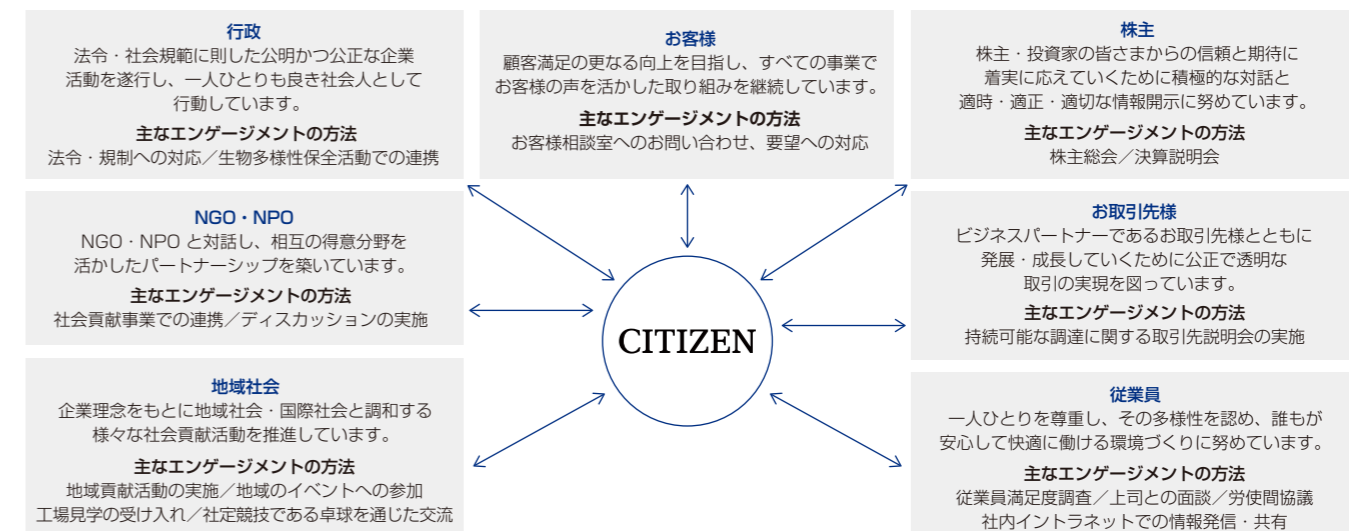 行政
法令・社会規範に則した公明かつ公正な企業
活動を遂行し、一人ひとりも良き社会人として
行動しています。
主なエンゲージメントの方法
法令・規制への対応／生物多様性保全活動での連携
お客様
顧客満足の更なる向上を目指し、すべての事業で
お客様の声を活かした取り組みを継続しています。
主なエンゲージメントの方法
お客様相談室へのお問い合わせ、要望への対応
株主
株主・投資家の皆さまからの信頼と期待に
着実に応えていくために積極的な対話と
適時・適正・適切な情報開示に努めています。
主なエンゲージメントの方法
株主総会／決算説明会
NGO・NPO
NGO・NPO と対話し、相互の得意分野を
活かしたパートナーシップを築いています。
主なエンゲージメントの方法
社会貢献事業での連携／ディスカッションの実施
CITIZEN
お取引先様
ビジネスパートナーであるお取引先様とともに
発展・成長していくために公正で透明な
取引の実現を図っています。
主なエンゲージメントの方法
持続可能な調達に関する取引先説明会の実施
地域社会
企業理念をもとに地域社会・国際社会と調和する
様々な社会貢献活動を推進しています。
主なエンゲージメントの方法
地域貢献活動の実施／地域のイベントへの参加
工場見学の受け入れ／社定競技である卓球を通じた交流
従業員
一人ひとりを尊重し、その多様性を認め、誰もが
安心して快適に働ける環境づくりに努めています。
主なエンゲージメントの方法
従業員満足度調査／上司との面談／労使間協議
社内イントラネットでの情報発信・共有